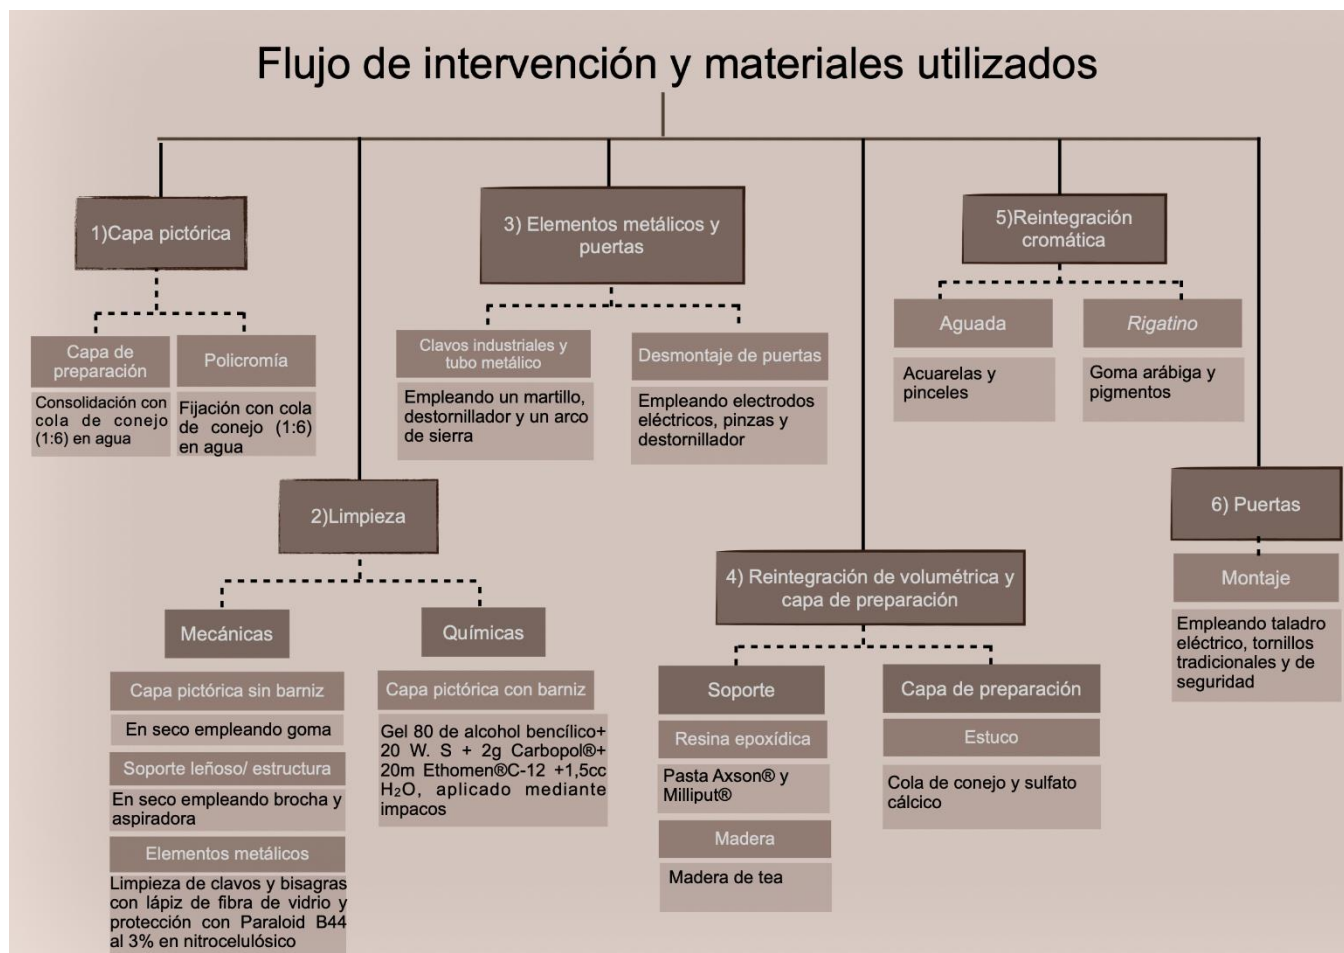 Flujo de intervención y materiales utilizados
1)Capa pictórica
Capa de
preparación
Consolidación con
cola de conejo
(1:6) en agua
Policromía
Fijación con cola
de conejo (1:6)
en agua
2)Limpieza
Mecánicas
Capa pictórica sin barniz
En seco empleando goma
Soporte leñoso/ estructura
En seco empleando brocha y
aspiradora
Elementos metálicos
Limpieza de clavos y bisagras
con lápiz de fibra de vidrio y
protección con Paraloid B44
al 3% en nitrocelulósico
Químicas
Capa pictórica con barniz
Gel 80 de alcohol bencílico+
20 W. S + 2g Carbopol®+
20m Ethomen®C-12 +1,5cc
H₂O, aplicado mediante
impacos
3) Elementos metálicos y
puertas
Clavos industriales y
tubo metálico
Empleando un martillo,
destornillador y un arco
de sierra
Desmontaje de puertas
Empleando electrodos
eléctricos, pinzas y
destornillador
4) Reintegración de volumétrica y
capa de preparación
Soporte
Resina epoxídica
Pasta Axson® y
Milliput®
Madera
Madera de tea
Capa de preparación
Estuco
Cola de conejo y sulfato
cálcico
5)Reintegración
cromática
Aguada
Acuarelas y
pinceles
Rigatino
Goma arábiga y
pigmentos
6) Puertas
Montaje
Empleando taladro
eléctrico, tornillos
tradicionales y de
seguridad